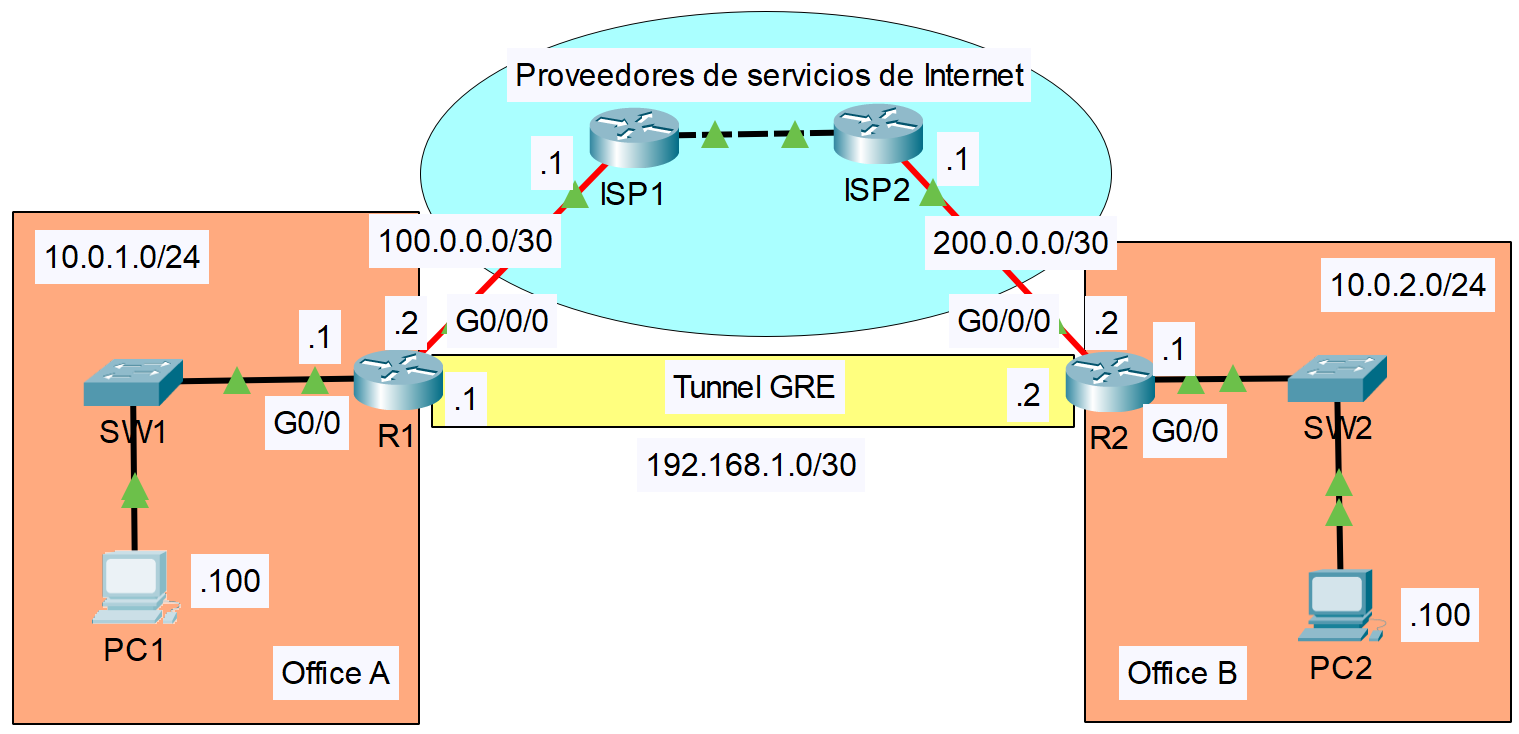 Proveedores de servicios de Internet
.1
ISP1
ISP2
.1
100.0.0.0/30
200.0.0.0/30
10.0.1.0/24
10.0.2.0/24
.1
.2
G0/0/0
G0/0/0
.2
.1
SW1
G0/0
R1
.1
Tunnel GRE
.2
R2
G0/0
SW2
192.168.1.0/30
.100
PC1
Office A
.100
PC2
Office B